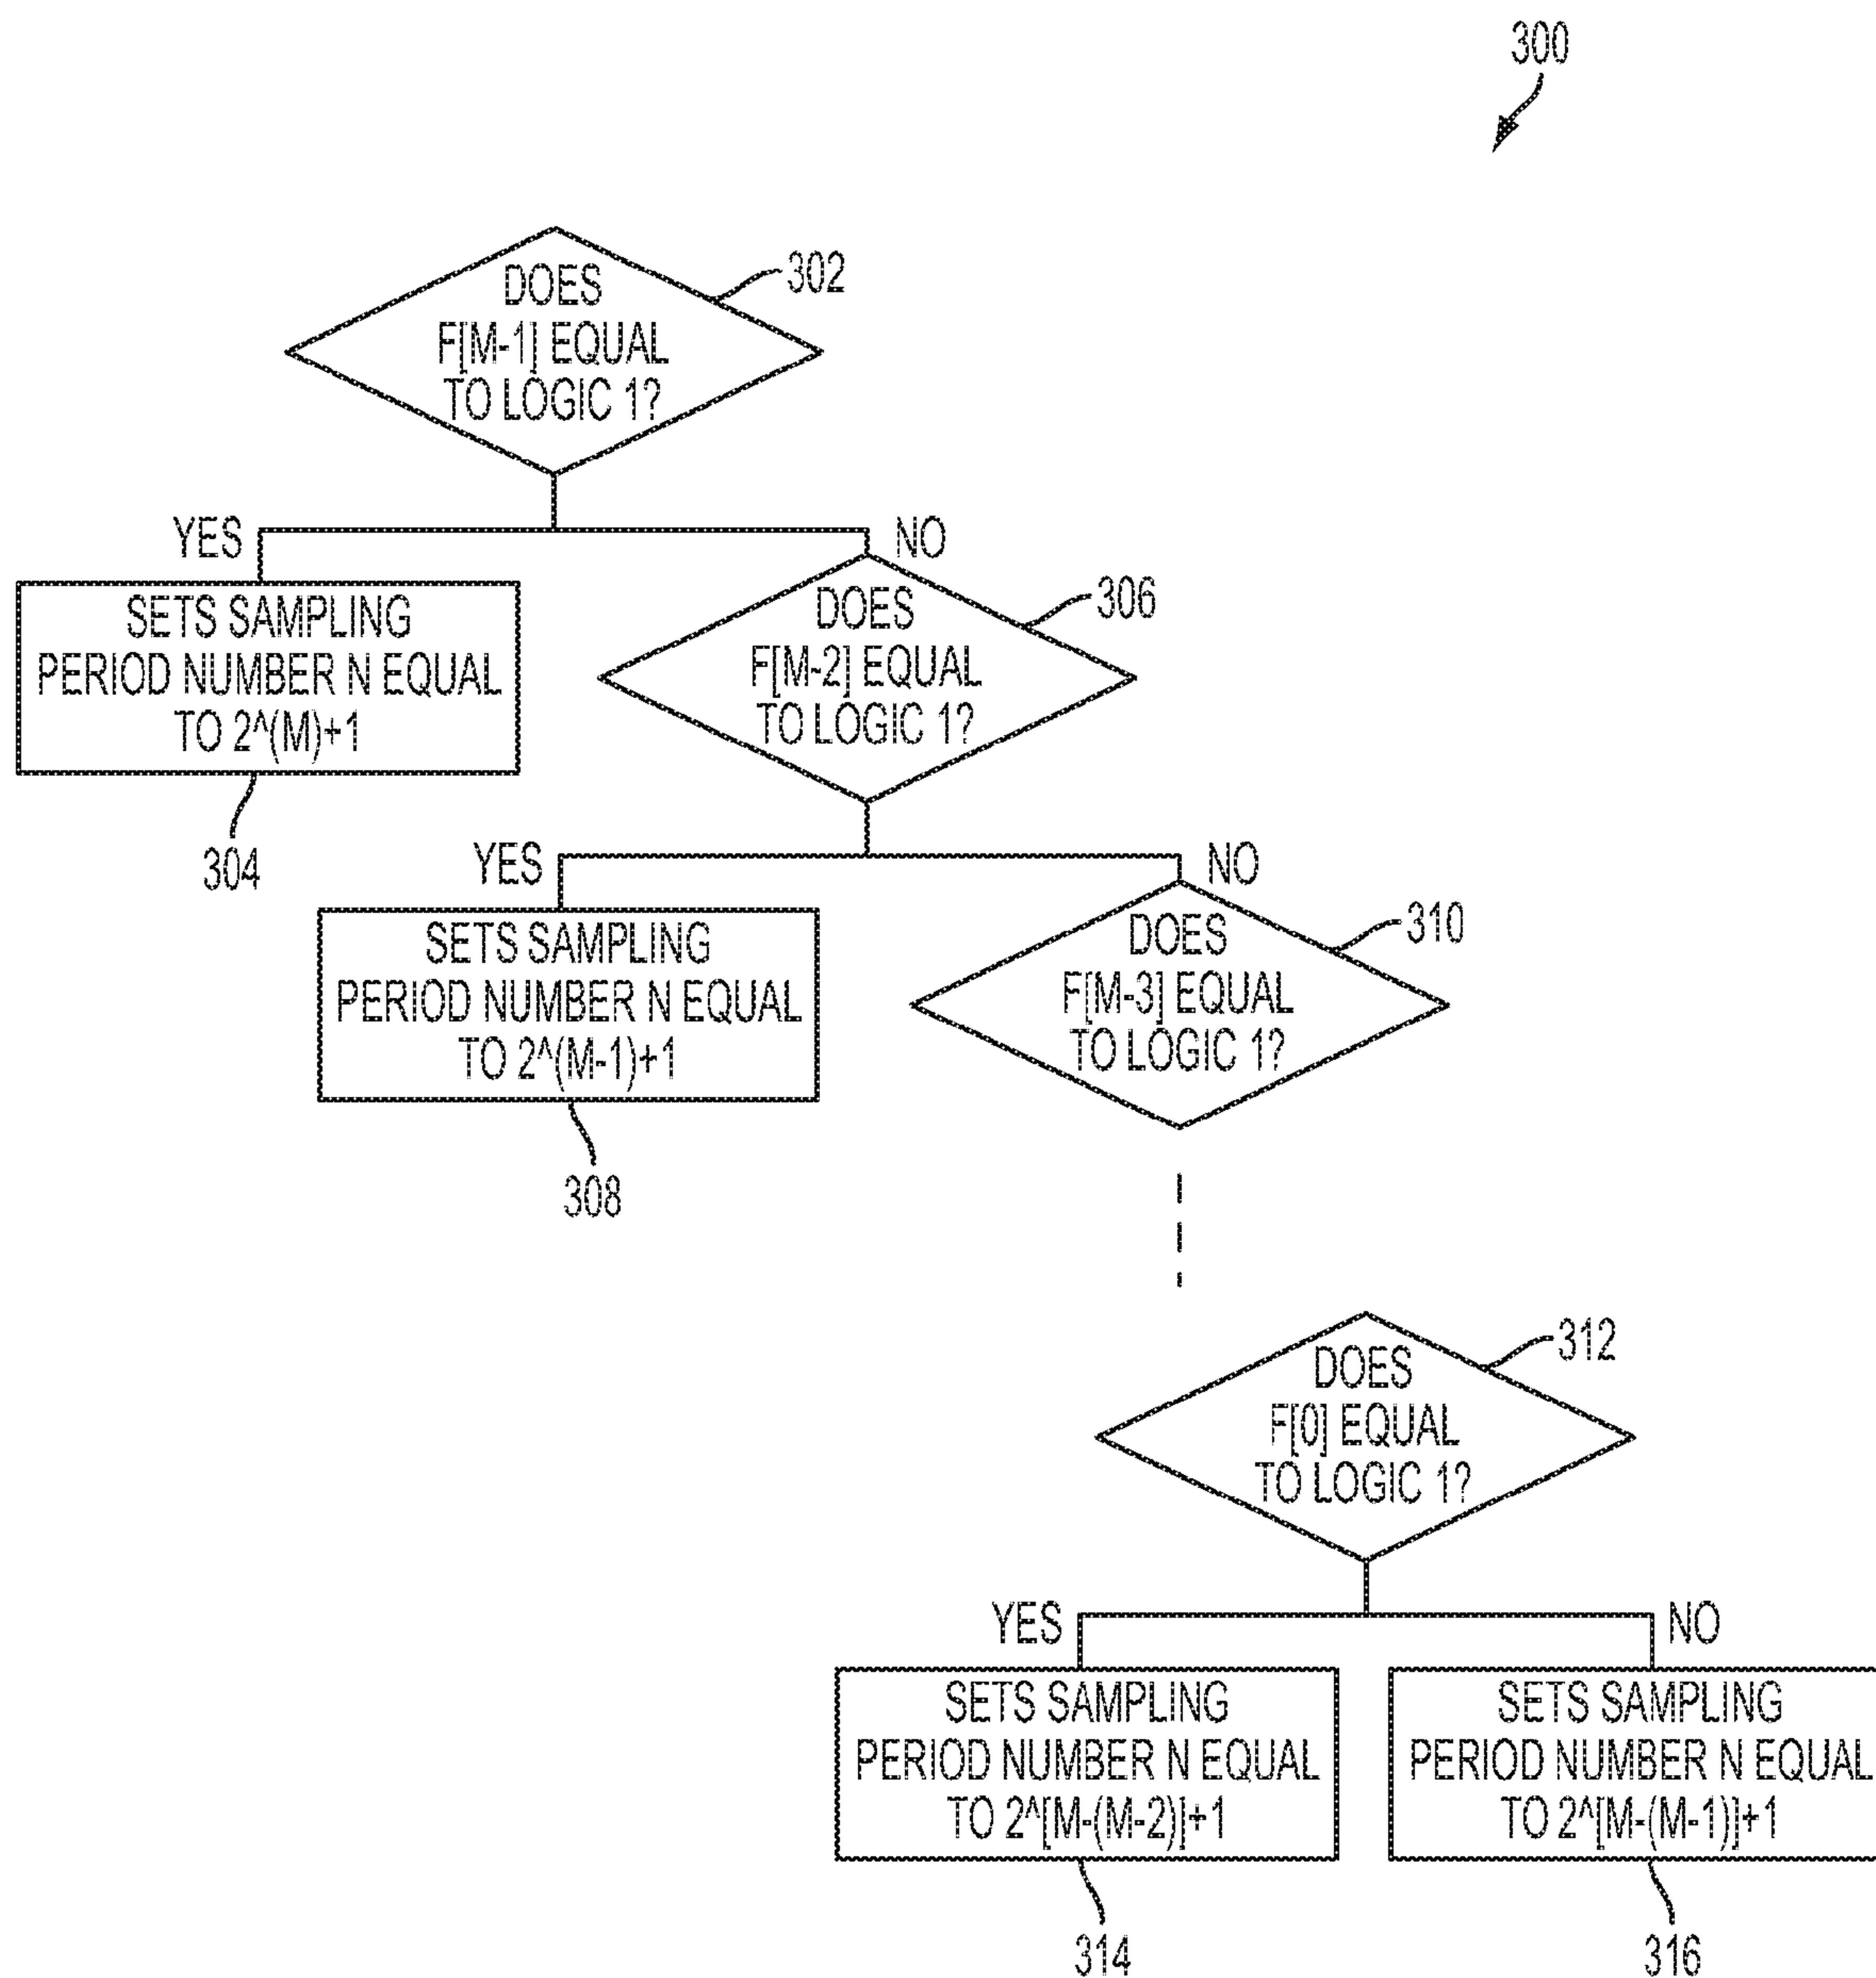 300
DOES
F[M-1] EQUAL
TO LOGIC 1?
302
YES
NO
SETS SAMPLING
PERIOD NUMBER N EQUAL
TO 2^(M)+1
304
DOES
F[M-2] EQUAL
TO LOGIC 1?
306
YES
NO
SETS SAMPLING
PERIOD NUMBER N EQUAL
TO 2^(M-1)+1
308
DOES
F[M-3] EQUAL
TO LOGIC 1?
310
DOES
F[0] EQUAL
TO LOGIC 1?
312
YES
NO
SETS SAMPLING
PERIOD NUMBER N EQUAL
TO 2^[M-(M-2)]+1
314
SETS SAMPLING
PERIOD NUMBER N EQUAL
TO 2^[M-(M-1)]+1
316